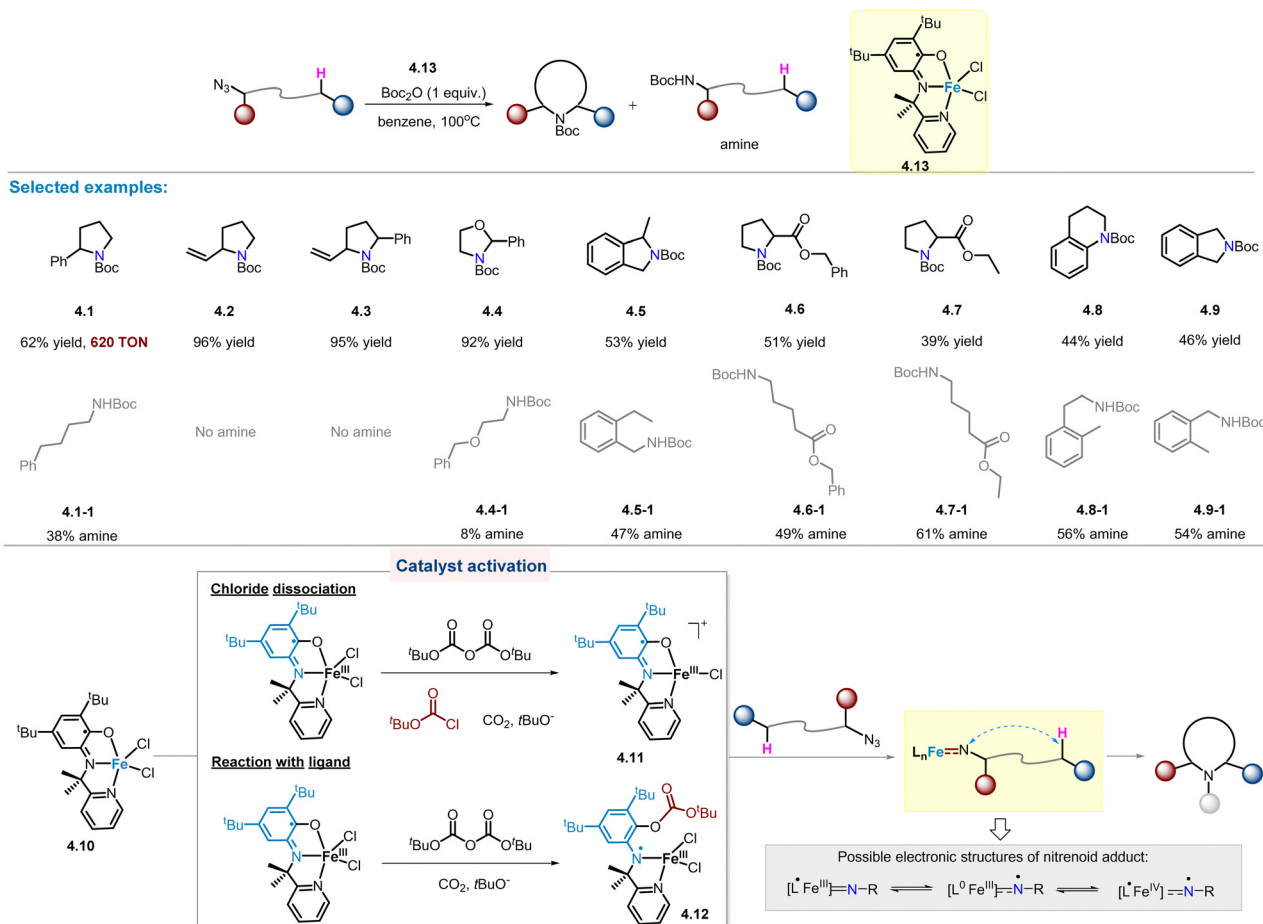 N₃
H
4.13
Boc₂O (1 equiv.)
benzene, 100°C
N
Boc
+
BocHN
H
amine
ᵗBu
ᵗBu
O
Cl
N
Fe
Cl
N
4.13
Selected examples:
Ph
N
Boc
N
Boc
N
Ph
Boc
O
Ph
N
Boc
NBoc
N
Boc
O
O
Ph
N
Boc
O
O
NBoc
NBoc
4.1
4.2
4.3
4.4
4.5
4.6
4.7
4.8
4.9
62% yield, 620 TON
96% yield
95% yield
92% yield
53% yield
51% yield
39% yield
44% yield
46% yield
NHBoc
Ph
No amine
No amine
NHBoc
O
Ph
NHBoc
BocHN
O
O
Ph
BocHN
O
O
NHBoc
NHBoc
4.1-1
4.4-1
4.5-1
4.6-1
4.7-1
4.8-1
4.9-1
38% amine
8% amine
47% amine
49% amine
61% amine
56% amine
54% amine
Catalyst activation
ᵗBu
ᵗBu
O
Cl
N
Fe
Cl
N
4.10
Chloride dissociation
ᵗBu
ᵗBu
O
Cl
N
Feᴵᴵᴵ
Cl
N
O O
ᵗBuO O OᵗBu
O
ᵗBuO Cl
CO₂, tBuO⁻
ᵗBu
ᵗBu
O
N
Feᴵᴵᴵ
Cl
N
+
4.11
Reaction with ligand
ᵗBu
ᵗBu
O
Cl
N
Feᴵᴵᴵ
Cl
N
O O
ᵗBuO O OᵗBu
CO₂, tBuO⁻
ᵗBu
ᵗBu
O
O
OᵗBu
Cl
N
Feᴵᴵᴵ
Cl
N
4.12
H
N₃
LₙFe=N
H
N
Possible electronic structures of nitrenoid adduct:
[L• Feᴵᴵᴵ]=N–R ⇌ [L⁰ Feᴵᴵᴵ]=N•–R ⇌ [L• Feᴵⱽ]=N•–R